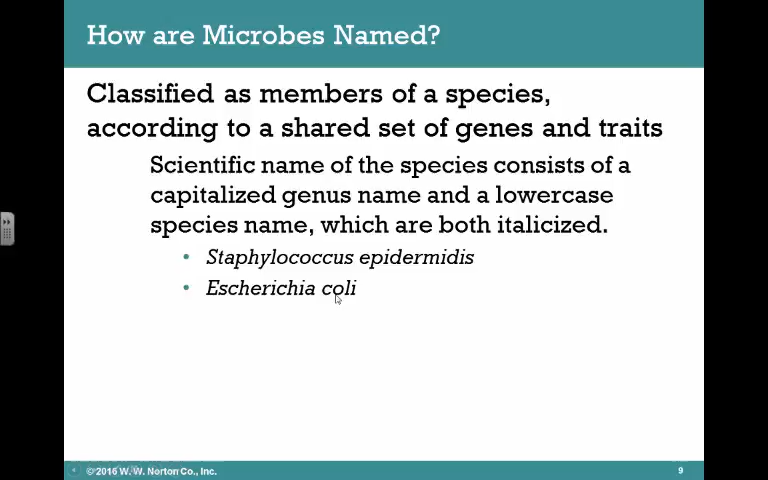 How are Microbes Named?
Classified as members of a species,
according to a shared set of genes and traits
Scientific name of the species consists of a
capitalized genus name and a lowercase
species name, which are both italicized.
• Staphylococcus epidermidis
• Escherichia coli
© 2016 W. W. Norton Co., Inc.
9